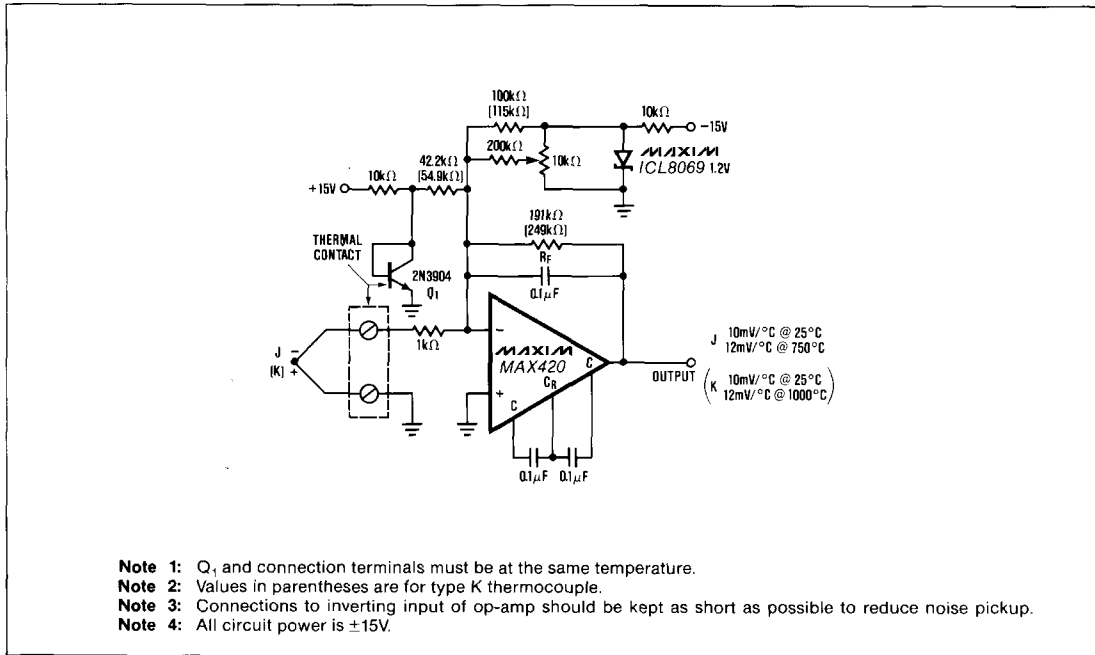 100kΩ
[115kΩ]
10kΩ
−15V
200kΩ
10kΩ
MAXIM
ICL8069 1.2V
42.2kΩ
[54.9kΩ]
10kΩ
+15V
191kΩ
[249kΩ]
RF
0.1μF
THERMAL
CONTACT
2N3904
Q1
1kΩ
J −
[K] +
−
MAXIM
MAX420
+
C
CR
C
0.1μF 0.1μF
OUTPUT
J 10mV/°C @ 25°C
12mV/°C @ 750°C
(K 10mV/°C @ 25°C
12mV/°C @ 1000°C)
Note 1: Q1 and connection terminals must be at the same temperature.
Note 2: Values in parentheses are for type K thermocouple.
Note 3: Connections to inverting input of op-amp should be kept as short as possible to reduce noise pickup.
Note 4: All circuit power is ±15V.